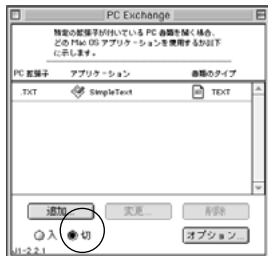 PC Exchange
特定の拡張子が付いている PC 書類を開く場合、
どの Mac OS アプリケーションを使用するか以下
に示します。
PC 拡張子 アプリケーション 書類のタイプ
.TXT SimpleText TEXT
追加... 変更... 削除
入 切 オプション...
J1-2.2.1